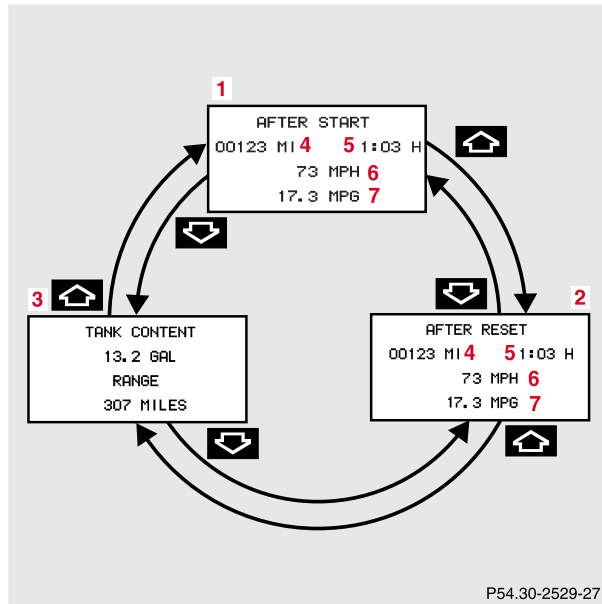 1
AFTER START
00123 MI 4 5 1:03 H
73 MPH 6
17.3 MPG 7
3
TANK CONTENT
13.2 GAL
RANGE
307 MILES
2
AFTER RESET
00123 MI 4 5 1:03 H
73 MPH 6
17.3 MPG 7
P54.30-2529-27